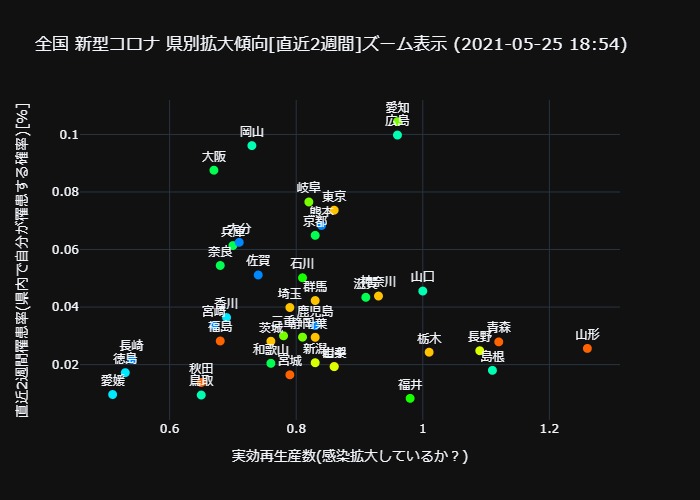 全国 新型コロナ 県別拡大傾向[直近2週間]ズーム表示 (2021-05-25 18:54)
直近2週間罹患率(県内で自分が罹患する確率)[%]
0.1
0.08
0.06
0.04
0.02
愛知
広島
岡山
大阪
岐阜
東京
熊本
京都
大分
兵庫
奈良
佐賀
石川
滋賀
神奈川
山口
群馬
埼玉
香川
宮崎
鹿児島
福島
茨城
三重
静岡
千葉
栃木
長野
青森
山形
長崎
徳島
和歌山
宮城
新潟
島根
秋田
鳥取
愛媛
福井
0.6
0.8
1
1.2
実効再生産数(感染拡大しているか？)